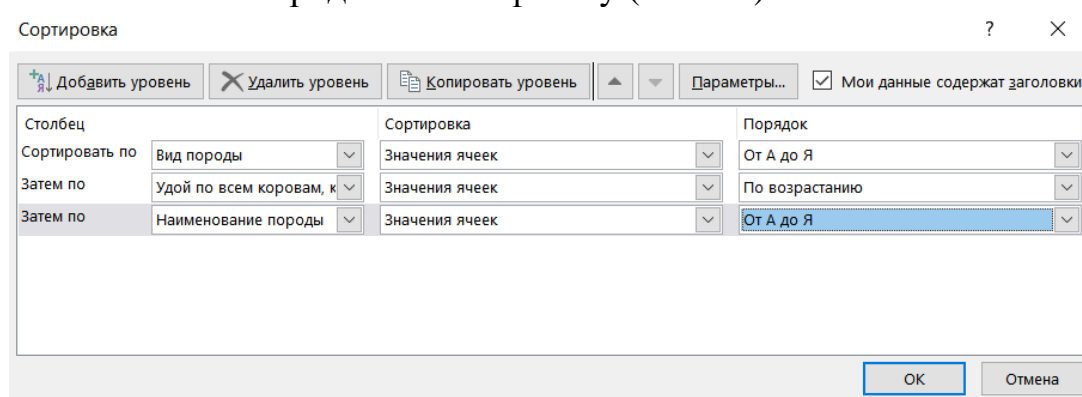 Сортировка ?
Добавить уровень Удалить уровень Копировать уровень Параметры... Мои данные содержат заголовки
Столбец Сортировка Порядок
Сортировать по Вид породы Значения ячеек От А до Я
Затем по Удой по всем коровам, к Значения ячеек По возрастанию
Затем по Наименование породы Значения ячеек От А до Я
ОК Отмена